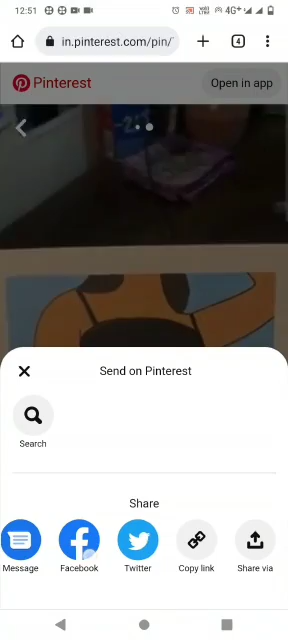 12:51
4G+
in.pinterest.com/pin/
4
Pinterest
Open in app
Send on Pinterest
Search
Share
Message
Facebook
Twitter
Copy link
Share via